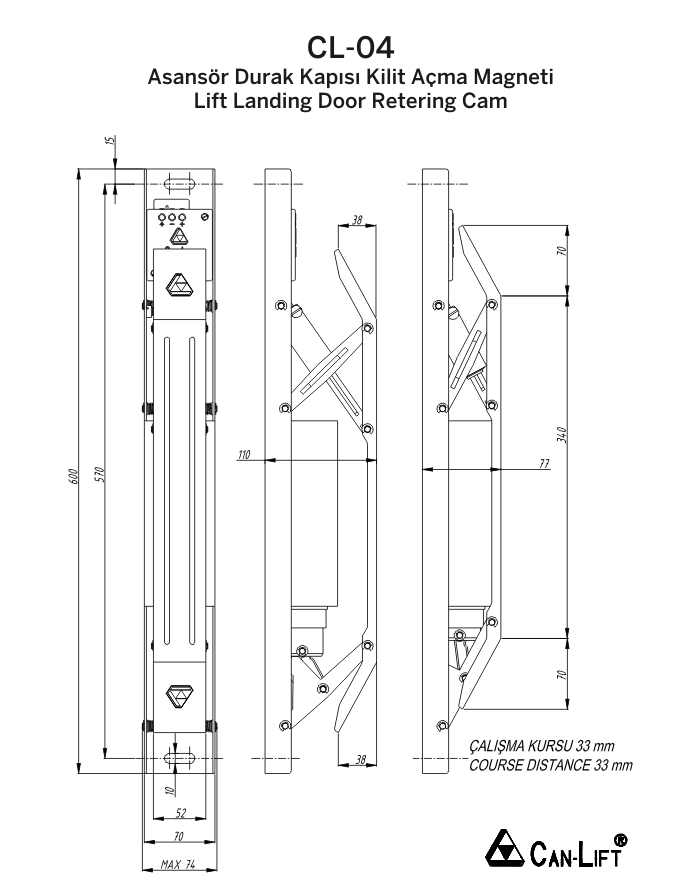 CL-04
Asansör Durak Kapısı Kilit Açma Magneti
Lift Landing Door Retering Cam
15
38
70
+ − +
600
570
110
340
77
70
38
10
52
70
MAX 74
ÇALIŞMA KURSU 33 mm
COURSE DISTANCE 33 mm
CAN-LIFT®